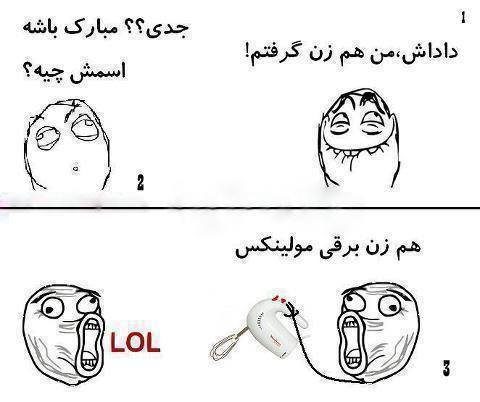 1
داداش،من هم زن گرفتم!
جدی؟؟ مبارک باشه
اسمش چیه؟
2
هم زن برقی مولینکس
LOL
3